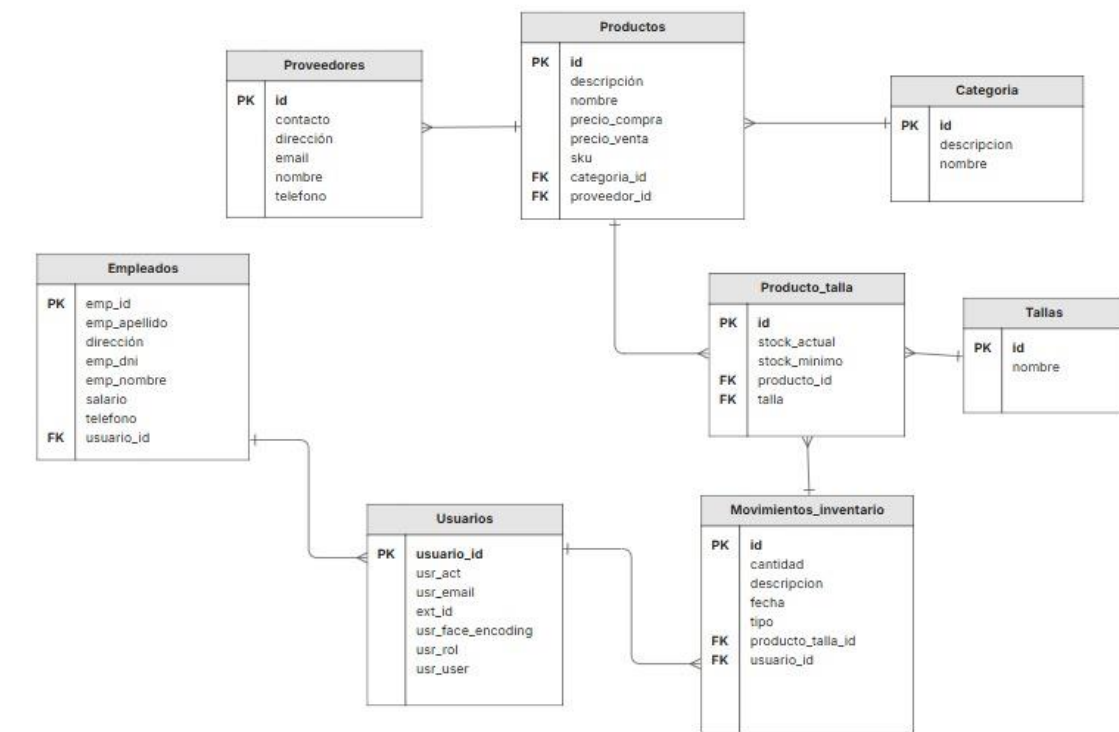 Productos
PK id
descripción
nombre
precio_compra
precio_venta
sku
FK categoria_id
FK proveedor_id
Proveedores
PK id
contacto
dirección
email
nombre
telefono
Categoria
PK id
descripcion
nombre
Empleados
PK emp_id
emp_apellido
dirección
emp_dni
emp_nombre
salario
telefono
FK usuario_id
Producto_talla
PK id
stock_actual
stock_minimo
FK producto_id
FK talla
Tallas
PK id
nombre
Usuarios
PK usuario_id
usr_act
usr_email
ext_id
usr_face_encoding
usr_rol
usr_user
Movimientos_inventario
PK id
cantidad
descripcion
fecha
tipo
FK producto_talla_id
FK usuario_id